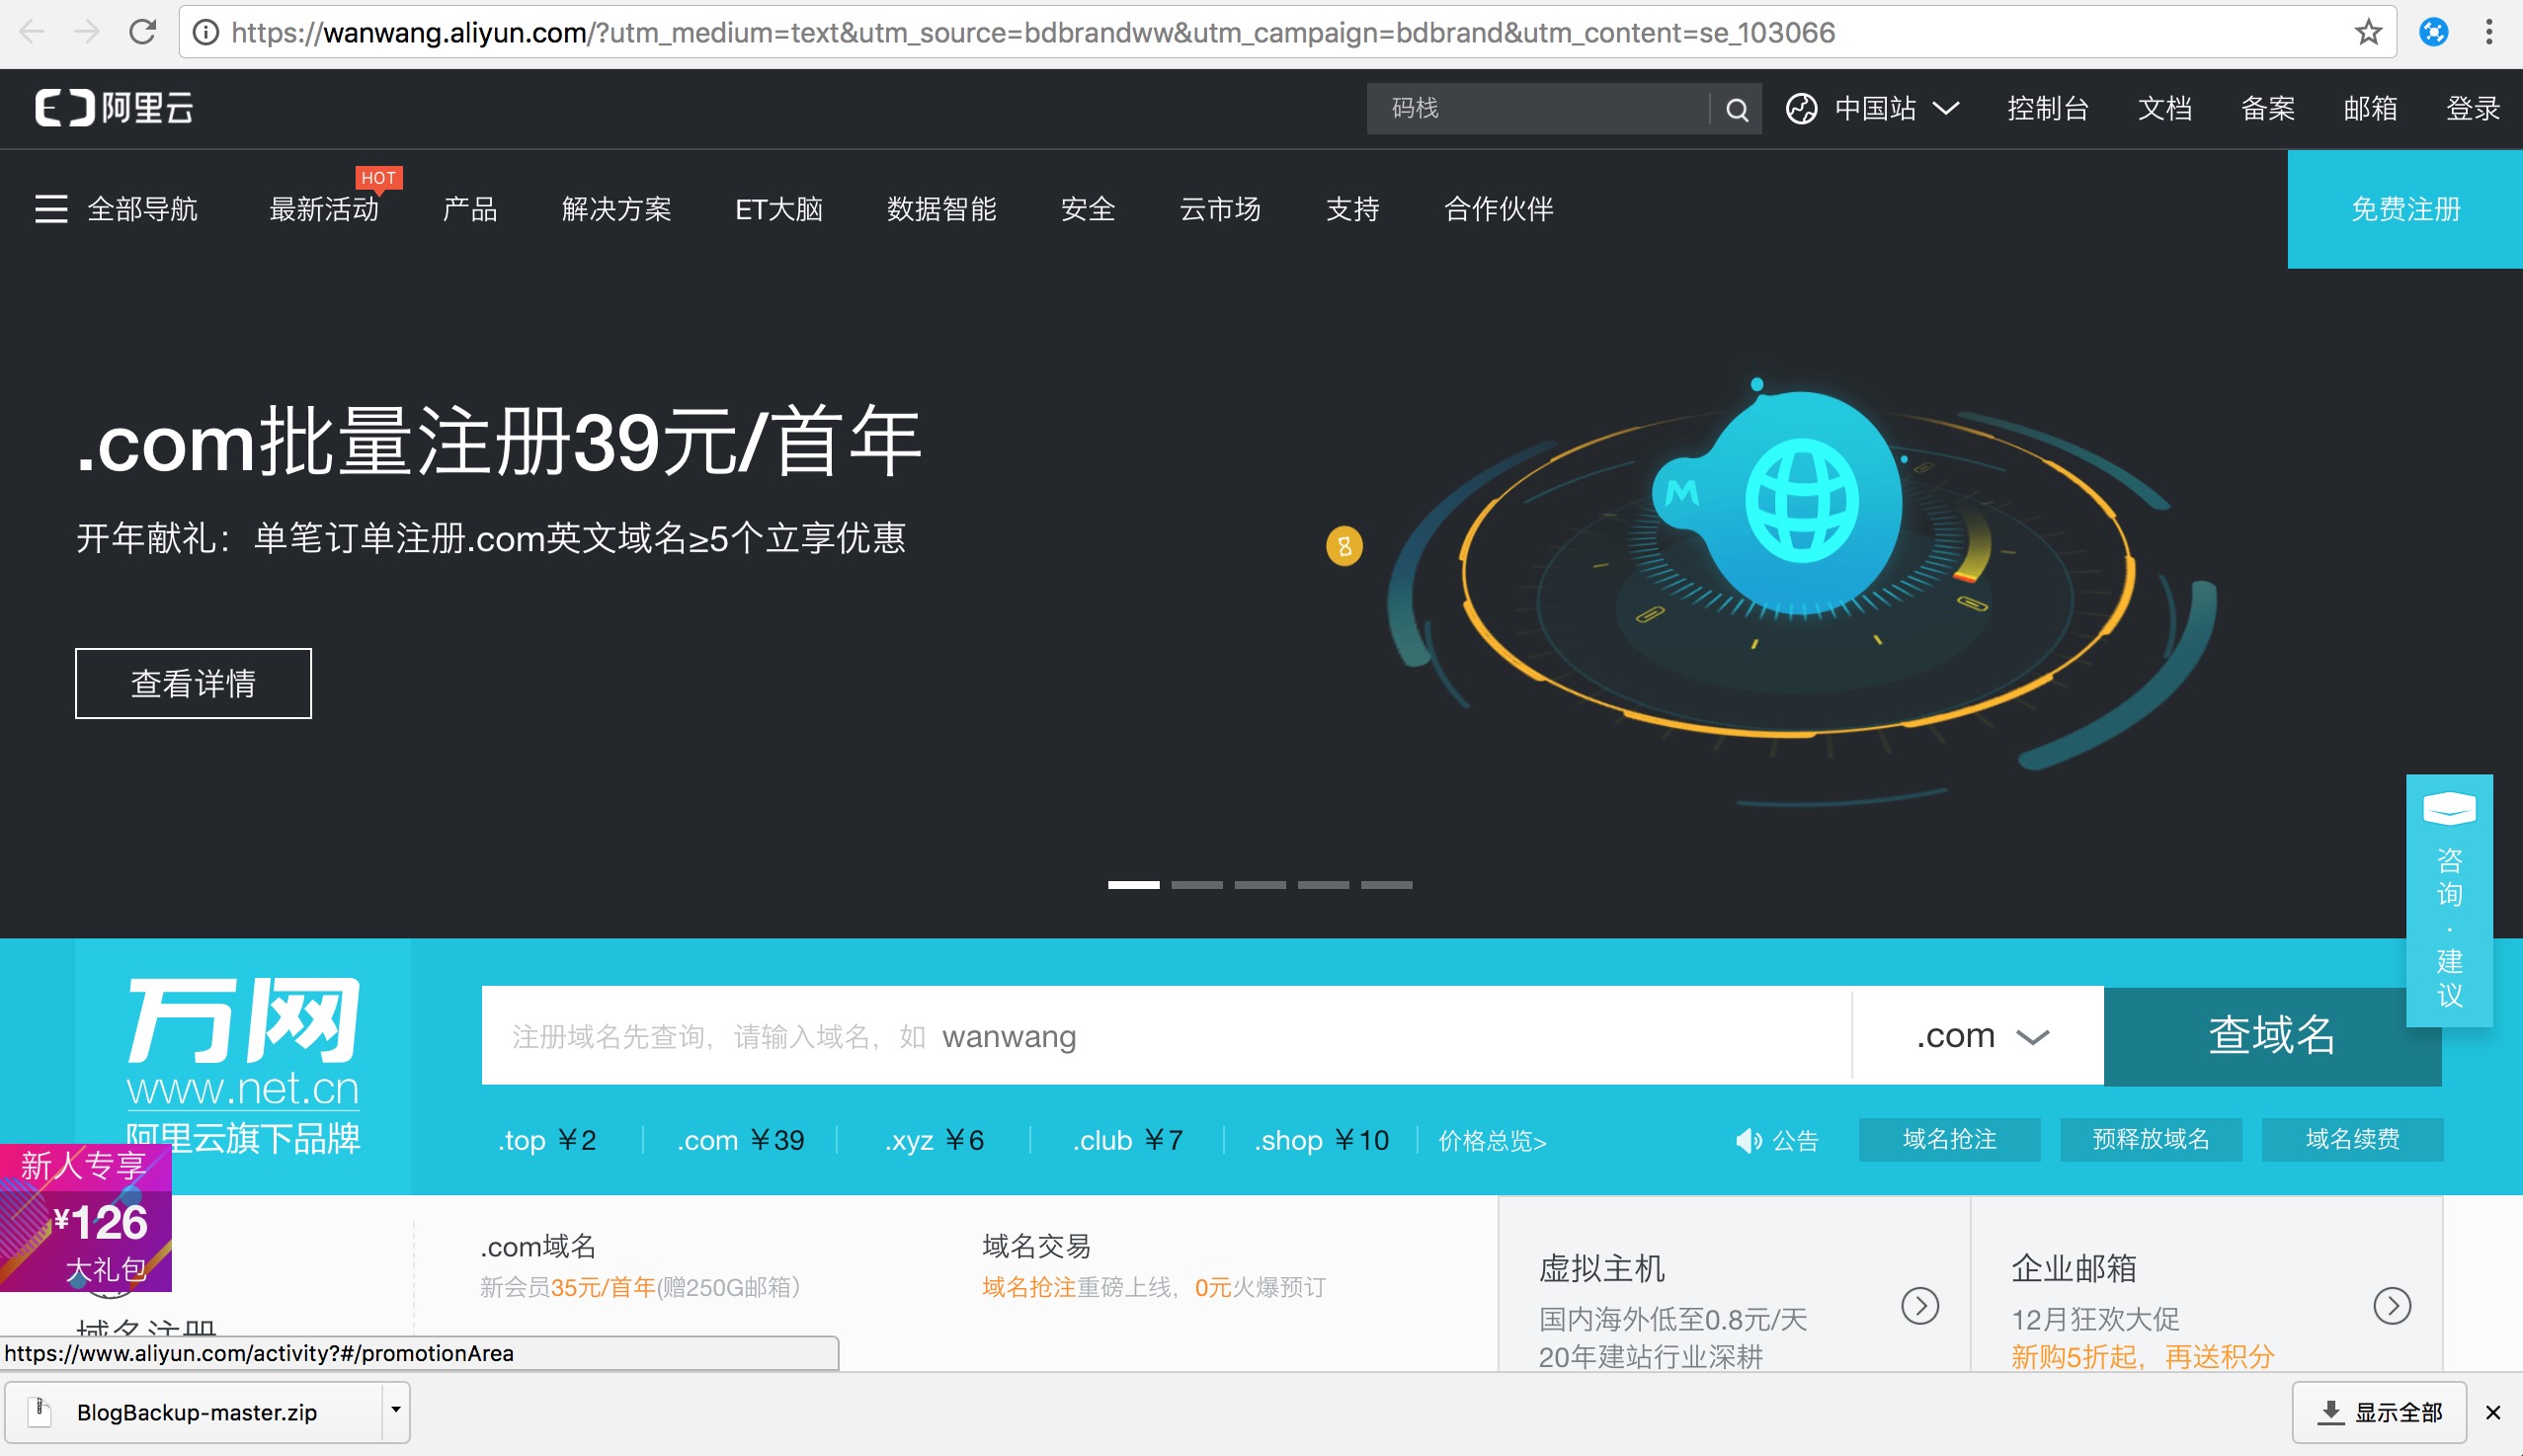 https://wanwang.aliyun.com/?utm_medium=text&utm_source=bdbrandww&utm_campaign=bdbrand&utm_content=se_103066
阿里云
码栈
中国站
控制台
文档
备案
邮箱
登录
全部导航
最新活动
HOT
产品
解决方案
ET大脑
数据智能
安全
云市场
支持
合作伙伴
免费注册
.com批量注册39元/首年
开年献礼：单笔订单注册.com英文域名≥5个立享优惠
查看详情
咨询·建议
万网
www.net.cn
阿里云旗下品牌
注册域名先查询，请输入域名，如 wanwang
.com
查域名
.top ¥2
.com ¥39
.xyz ¥6
.club ¥7
.shop ¥10
价格总览>
公告
域名抢注
预释放域名
域名续费
新人专享
¥126
大礼包
域名注册
.com域名
新会员35元/首年(赠250G邮箱）
域名交易
域名抢注重磅上线，0元火爆预订
虚拟主机
国内海外低至0.8元/天
20年建站行业深耕
企业邮箱
12月狂欢大促
新购5折起，再送积分
https://www.aliyun.com/activity?#/promotionArea
BlogBackup-master.zip
显示全部